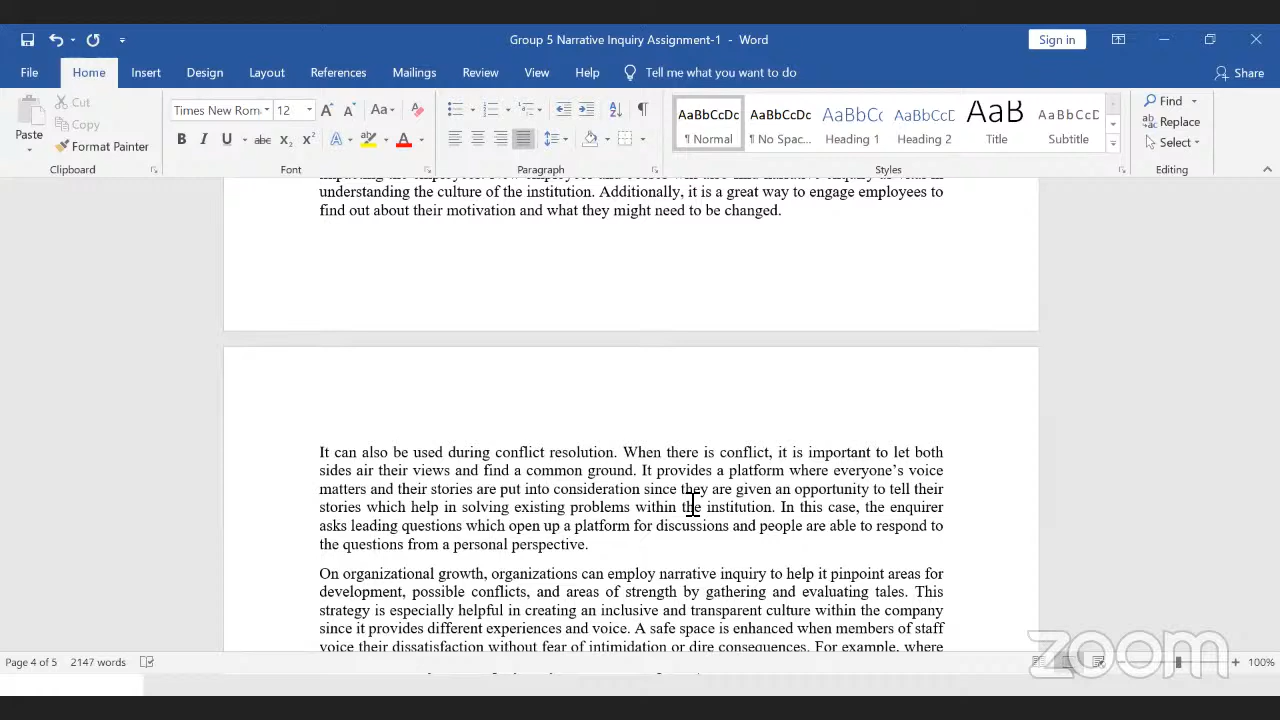 Group 5 Narrative Inquiry Assignment-1 - Word
Sign in
File Home Insert Design Layout References Mailings Review View Help Tell me what you want to do Share
Paste
Cut
Copy
Format Painter
Clipboard
Times New Rom
12
Aa
B I U abc X2 X2 A A
Font
Paragraph
AaBbCcDc AaBbCcDc AaBbCc AaBbCcD AaB AaBbCcD
¶ Normal ¶ No Spac... Heading 1 Heading 2 Title Subtitle
Styles
Find
Replace
Select
Editing
understanding the culture of the institution. Additionally, it is a great way to engage employees to
find out about their motivation and what they might need to be changed.
It can also be used during conflict resolution. When there is conflict, it is important to let both
sides air their views and find a common ground. It provides a platform where everyone's voice
matters and their stories are put into consideration since they are given an opportunity to tell their
stories which help in solving existing problems within the institution. In this case, the enquirer
asks leading questions which open up a platform for discussions and people are able to respond to
the questions from a personal perspective.
On organizational growth, organizations can employ narrative inquiry to help it pinpoint areas for
development, possible conflicts, and areas of strength by gathering and evaluating tales. This
strategy is especially helpful in creating an inclusive and transparent culture within the company
since it provides different experiences and voice. A safe space is enhanced when members of staff
voice their dissatisfaction without fear of intimidation or dire consequences. For example, where
zoom
Page 4 of 5 2147 words 100%